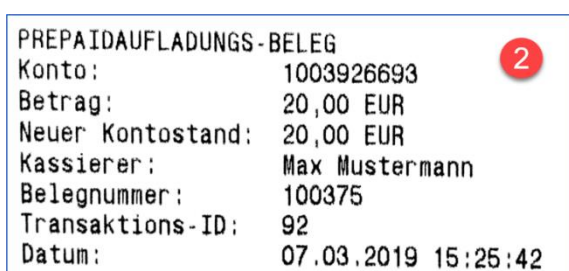 PREPAIDAUFLADUNGS-BELEG
2
Konto: 1003926693
Betrag: 20,00 EUR
Neuer Kontostand: 20,00 EUR
Kassierer: Max Mustermann
Belegnummer: 100375
Transaktions-ID: 92
Datum: 07.03.2019 15:25:42